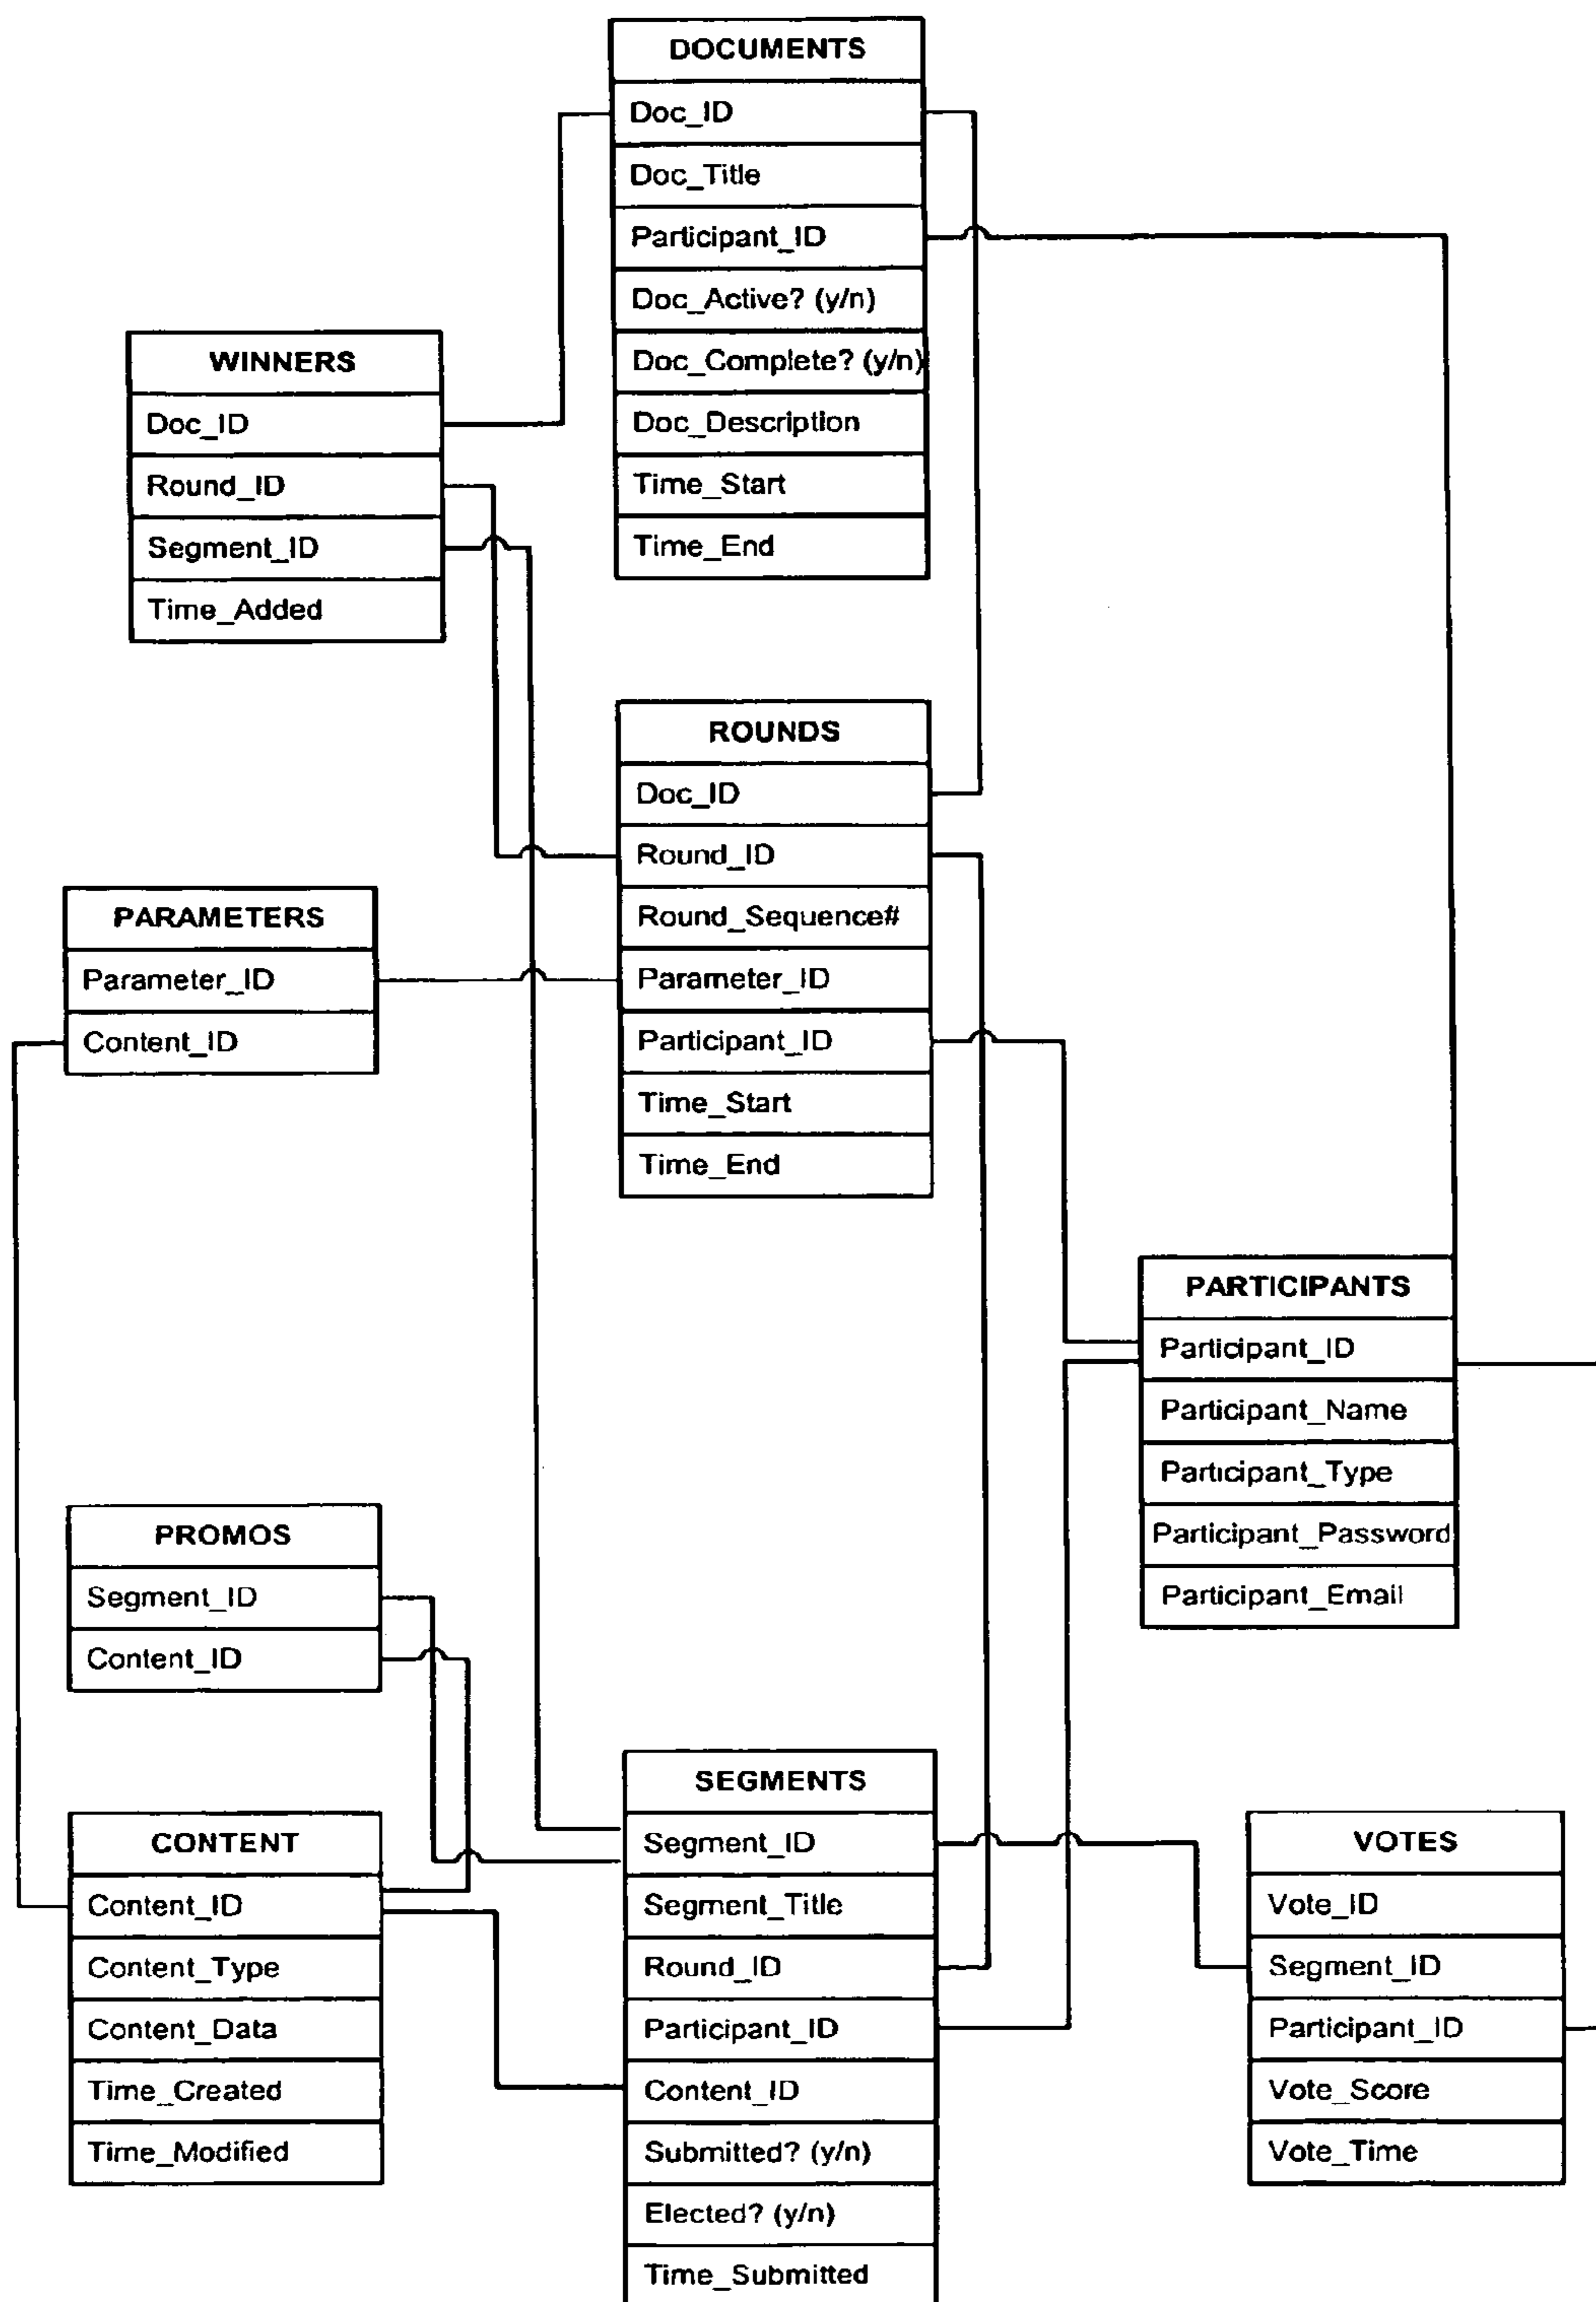 DOCUMENTS
Doc_ID
Doc_Title
Participant_ID
Doc_Active? (y/n)
Doc_Complete? (y/n)
Doc_Description
Time_Start
Time_End
WINNERS
Doc_ID
Round_ID
Segment_ID
Time_Added
ROUNDS
Doc_ID
Round_ID
Round_Sequence#
Parameter_ID
Participant_ID
Time_Start
Time_End
PARAMETERS
Parameter_ID
Content_ID
PARTICIPANTS
Participant_ID
Participant_Name
Participant_Type
Participant_Password
Participant_Email
PROMOS
Segment_ID
Content_ID
SEGMENTS
Segment_ID
Segment_Title
Round_ID
Participant_ID
Content_ID
Submitted? (y/n)
Elected? (y/n)
Time_Submitted
CONTENT
Content_ID
Content_Type
Content_Data
Time_Created
Time_Modified
VOTES
Vote_ID
Segment_ID
Participant_ID
Vote_Score
Vote_Time